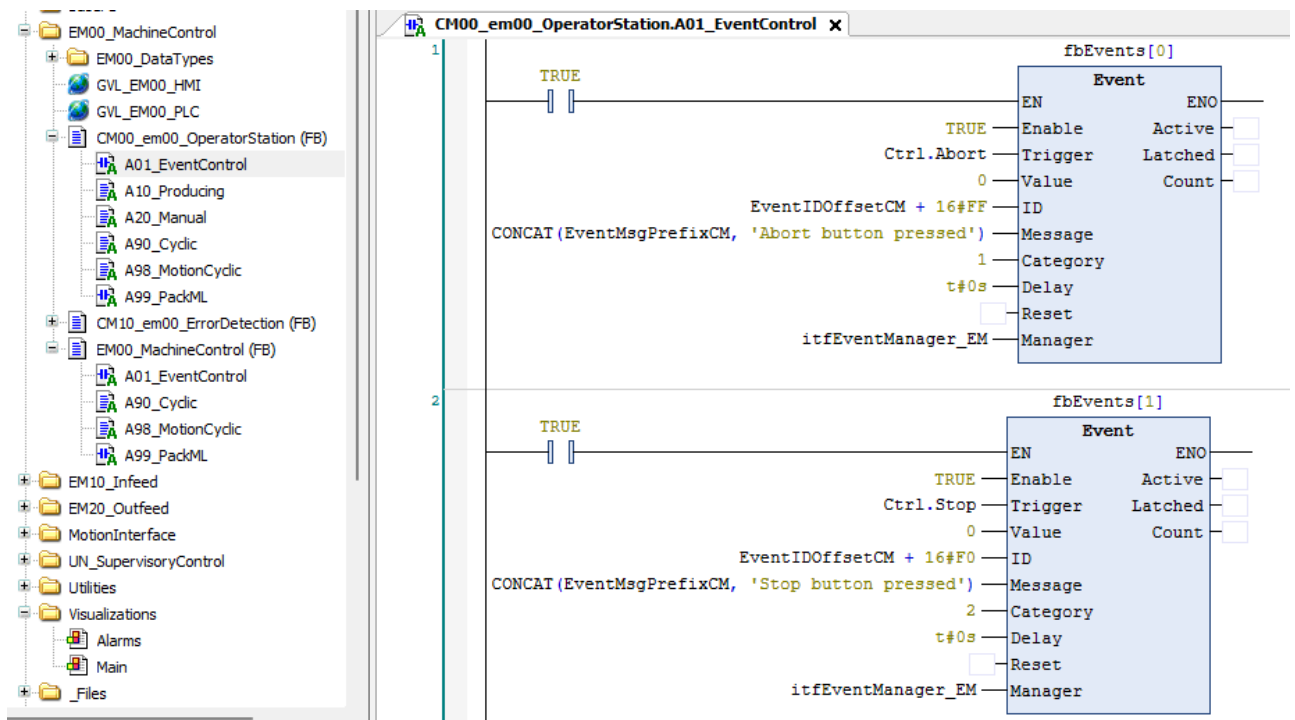 EM00_MachineControl
EM00_DataTypes
GVL_EM00_HMI
GVL_EM00_PLC
CM00_em00_OperatorStation (FB)
A01_EventControl
A10_Producing
A20_Manual
A90_Cyclic
A98_MotionCyclic
A99_PackML
CM10_em00_ErrorDetection (FB)
EM00_MachineControl (FB)
A01_EventControl
A90_Cyclic
A98_MotionCyclic
A99_PackML
EM10_Infeed
EM20_Outfeed
MotionInterface
UN_SupervisoryControl
Utilities
Visualizations
Alarms
Main
_Files
CM00_em00_OperatorStation.A01_EventControl
1
fbEvents[0]
TRUE
Event
EN ENO
TRUE Enable Active
Ctrl.Abort Trigger Latched
0 Value Count
EventIDOffsetCM + 16#FF ID
CONCAT(EventMsgPrefixCM, 'Abort button pressed') Message
1 Category
t#0s Delay
Reset
itfEventManager_EM Manager
2
fbEvents[1]
TRUE
Event
EN ENO
TRUE Enable Active
Ctrl.Stop Trigger Latched
0 Value Count
EventIDOffsetCM + 16#F0 ID
CONCAT(EventMsgPrefixCM, 'Stop button pressed') Message
2 Category
t#0s Delay
Reset
itfEventManager_EM Manager